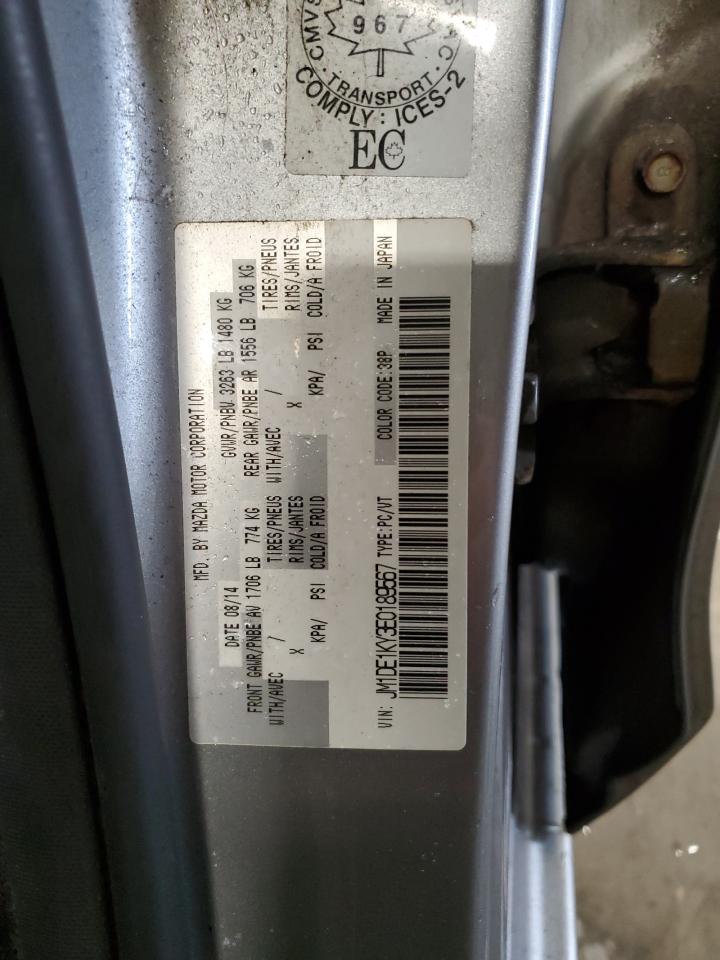 CMVS
967
TRANSPORT
COMPLY: ICES-2
EC
MFD. BY MAZDA MOTOR CORPORATION
DATE 08/14 GVWR/PNBV 3263 LB 1480 KG
FRONT GAWR/PNBE AV 1706 LB 774 KG REAR GAWR/PNBE AR 1556 LB 706 KG
WITH/AVEC / TIRES/PNEUS WITH/AVEC / TIRES/PNEUS
X RIMS/JANTES X RIMS/JANTES
KPA/ PSI COLD/A FROID KPA/ PSI COLD/A FROID
VIN: JM1DE1KY3E0189567 TYPE:PC/VT COLOR CODE:38P MADE IN JAPAN